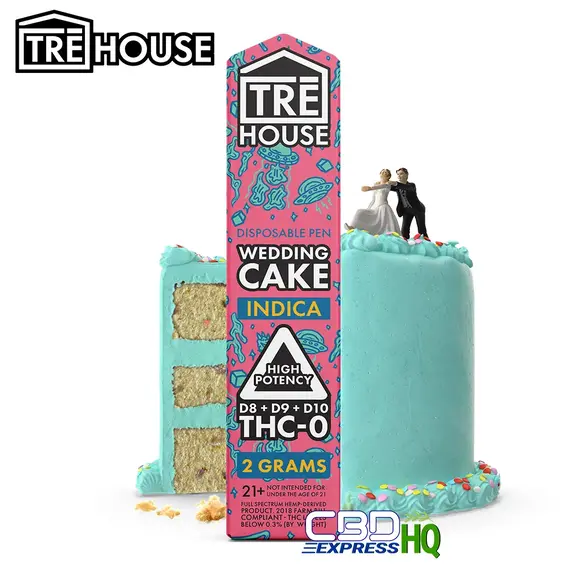 TRĒ HOUSE
TRĒ
HOUSE
DISPOSABLE PEN
WEDDING
CAKE
INDICA
HIGH
POTENCY
D8 + D9 + D10
THC-O
2 GRAMS
21+ NOT INTENDED FOR
UNDER THE AGE OF 21
FULL SPECTRUM HEMP-DERIVED
PRODUCT. 2018 FARM
COMPLIANT - THC
BELOW 0.3% (BY WEIGHT)
CBD
EXPRESS HQ